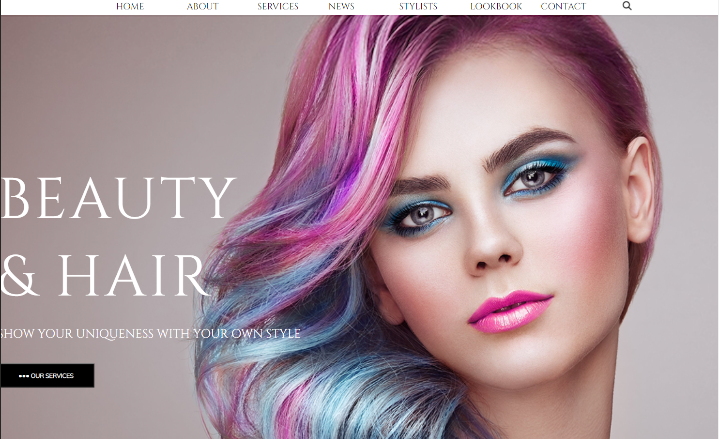 HOME ABOUT SERVICES NEWS STYLISTS LOOKBOOK CONTACT
BEAUTY
& HAIR
SHOW YOUR UNIQUENESS WITH YOUR OWN STYLE
OUR SERVICES